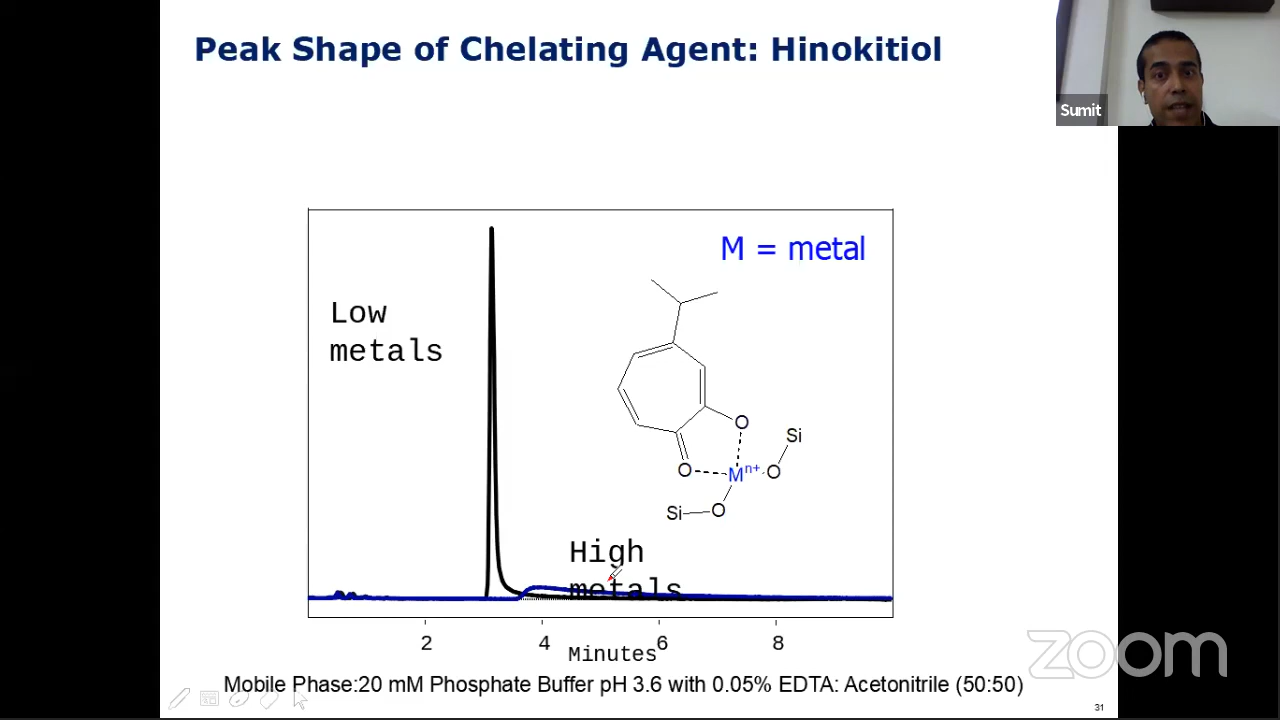 Peak Shape of Chelating Agent: Hinokitiol
Sumit
M = metal
Low
metals
O
Si
O
M n+
O
Si
O
High
metals
2
4
6
8
Minutes
Mobile Phase:20 mM Phosphate Buffer pH 3.6 with 0.05% EDTA: Acetonitrile (50:50)
zoom
31